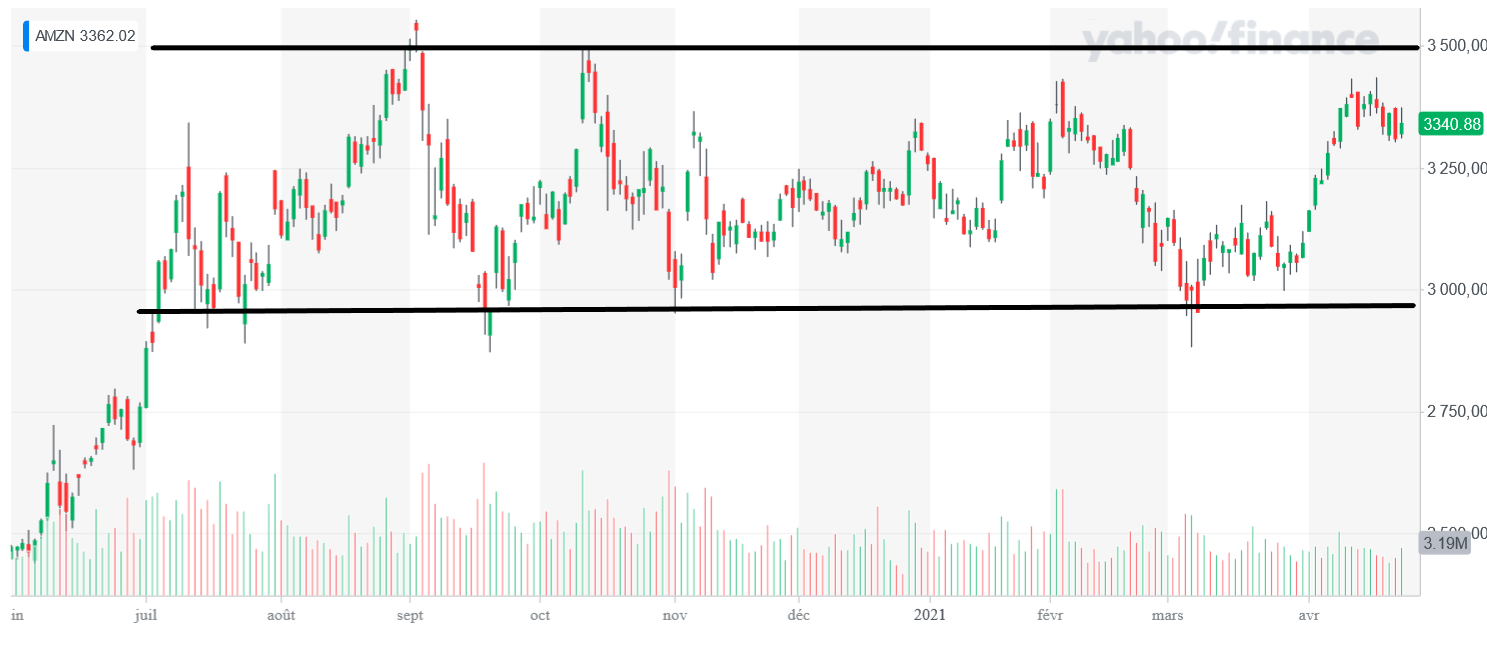 AMZN 3362.02
yahoo!finance
3 500,00
3340.88
3 250,00
3 000,00
2 750,00
2 500,00
3.19M
in
juil
août
sept
oct
nov
déc
2021
févr
mars
avr